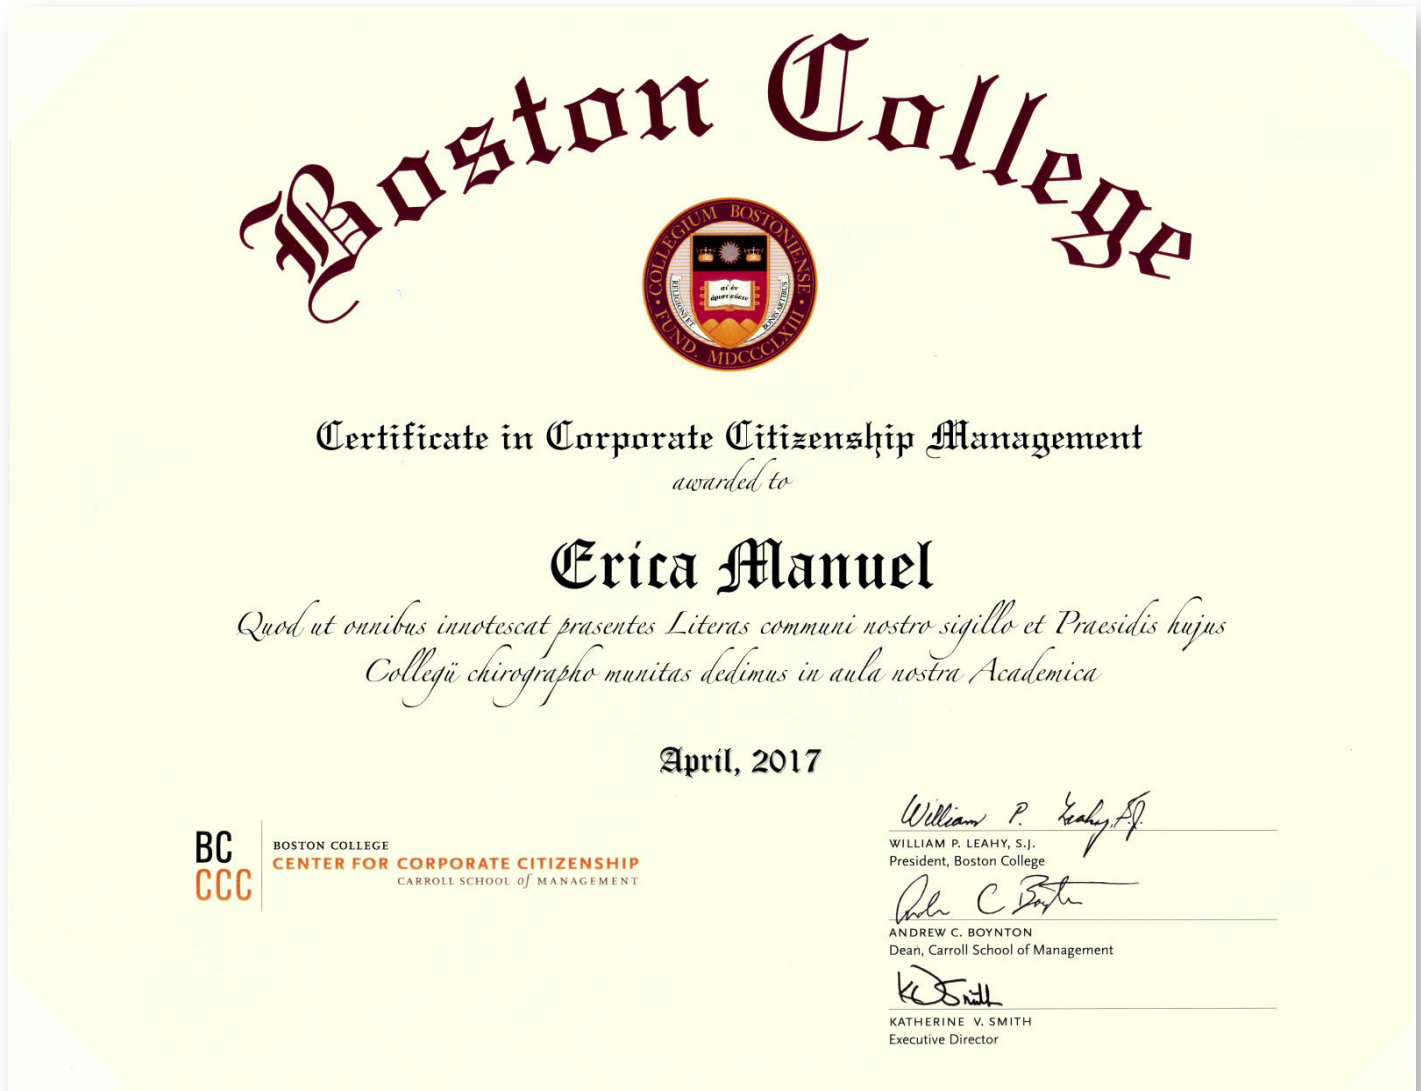 Boston College
COLLEGIUM BOSTONIENSE
FUND. MDCCCLXIII
RELIGIONI ET
BONIS ARTIBUS
αἰὲν
ἀριστεύειν
Certificate in Corporate Citizenship Management
awarded to
Erica Manuel
Quod ut onnibus innotescat prasentes Literas communi nostro sigillo et Praesidis hujus
Collegü chirographo munitas dedimus in aula nostra Academica
April, 2017
William P. Leahy, S.J.
WILLIAM P. LEAHY, S.J.
President, Boston College
BC
CCC
BOSTON COLLEGE
CENTER FOR CORPORATE CITIZENSHIP
CARROLL SCHOOL of MANAGEMENT
ANDREW C. BOYNTON
Dean, Carroll School of Management
KATHERINE V. SMITH
Executive Director